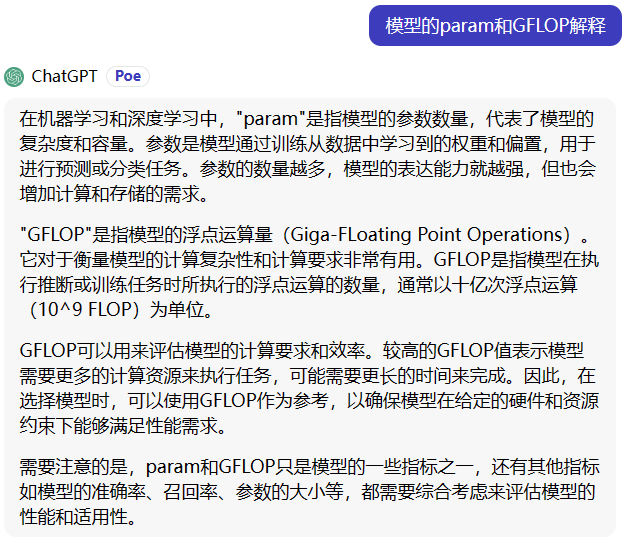 模型的param和GFLOP解释
ChatGPT Poe
在机器学习和深度学习中，"param"是指模型的参数数量，代表了模型的
复杂度和容量。参数是模型通过训练从数据中学习到的权重和偏置，用于
进行预测或分类任务。参数的数量越多，模型的表达能力就越强，但也会
增加计算和存储的需求。
"GFLOP"是指模型的浮点运算量（Giga-FLoating Point Operations）。
它对于衡量模型的计算复杂性和计算要求非常有用。GFLOP是指模型在执
行推断或训练任务时所执行的浮点运算的数量，通常以十亿次浮点运算
（10^9 FLOP）为单位。
GFLOP可以用来评估模型的计算要求和效率。较高的GFLOP值表示模型
需要更多的计算资源来执行任务，可能需要更长的时间来完成。因此，在
选择模型时，可以使用GFLOP作为参考，以确保模型在给定的硬件和资源
约束下能够满足性能需求。
需要注意的是，param和GFLOP只是模型的一些指标之一，还有其他指标
如模型的准确率、召回率、参数的大小等，都需要综合考虑来评估模型的
性能和适用性。